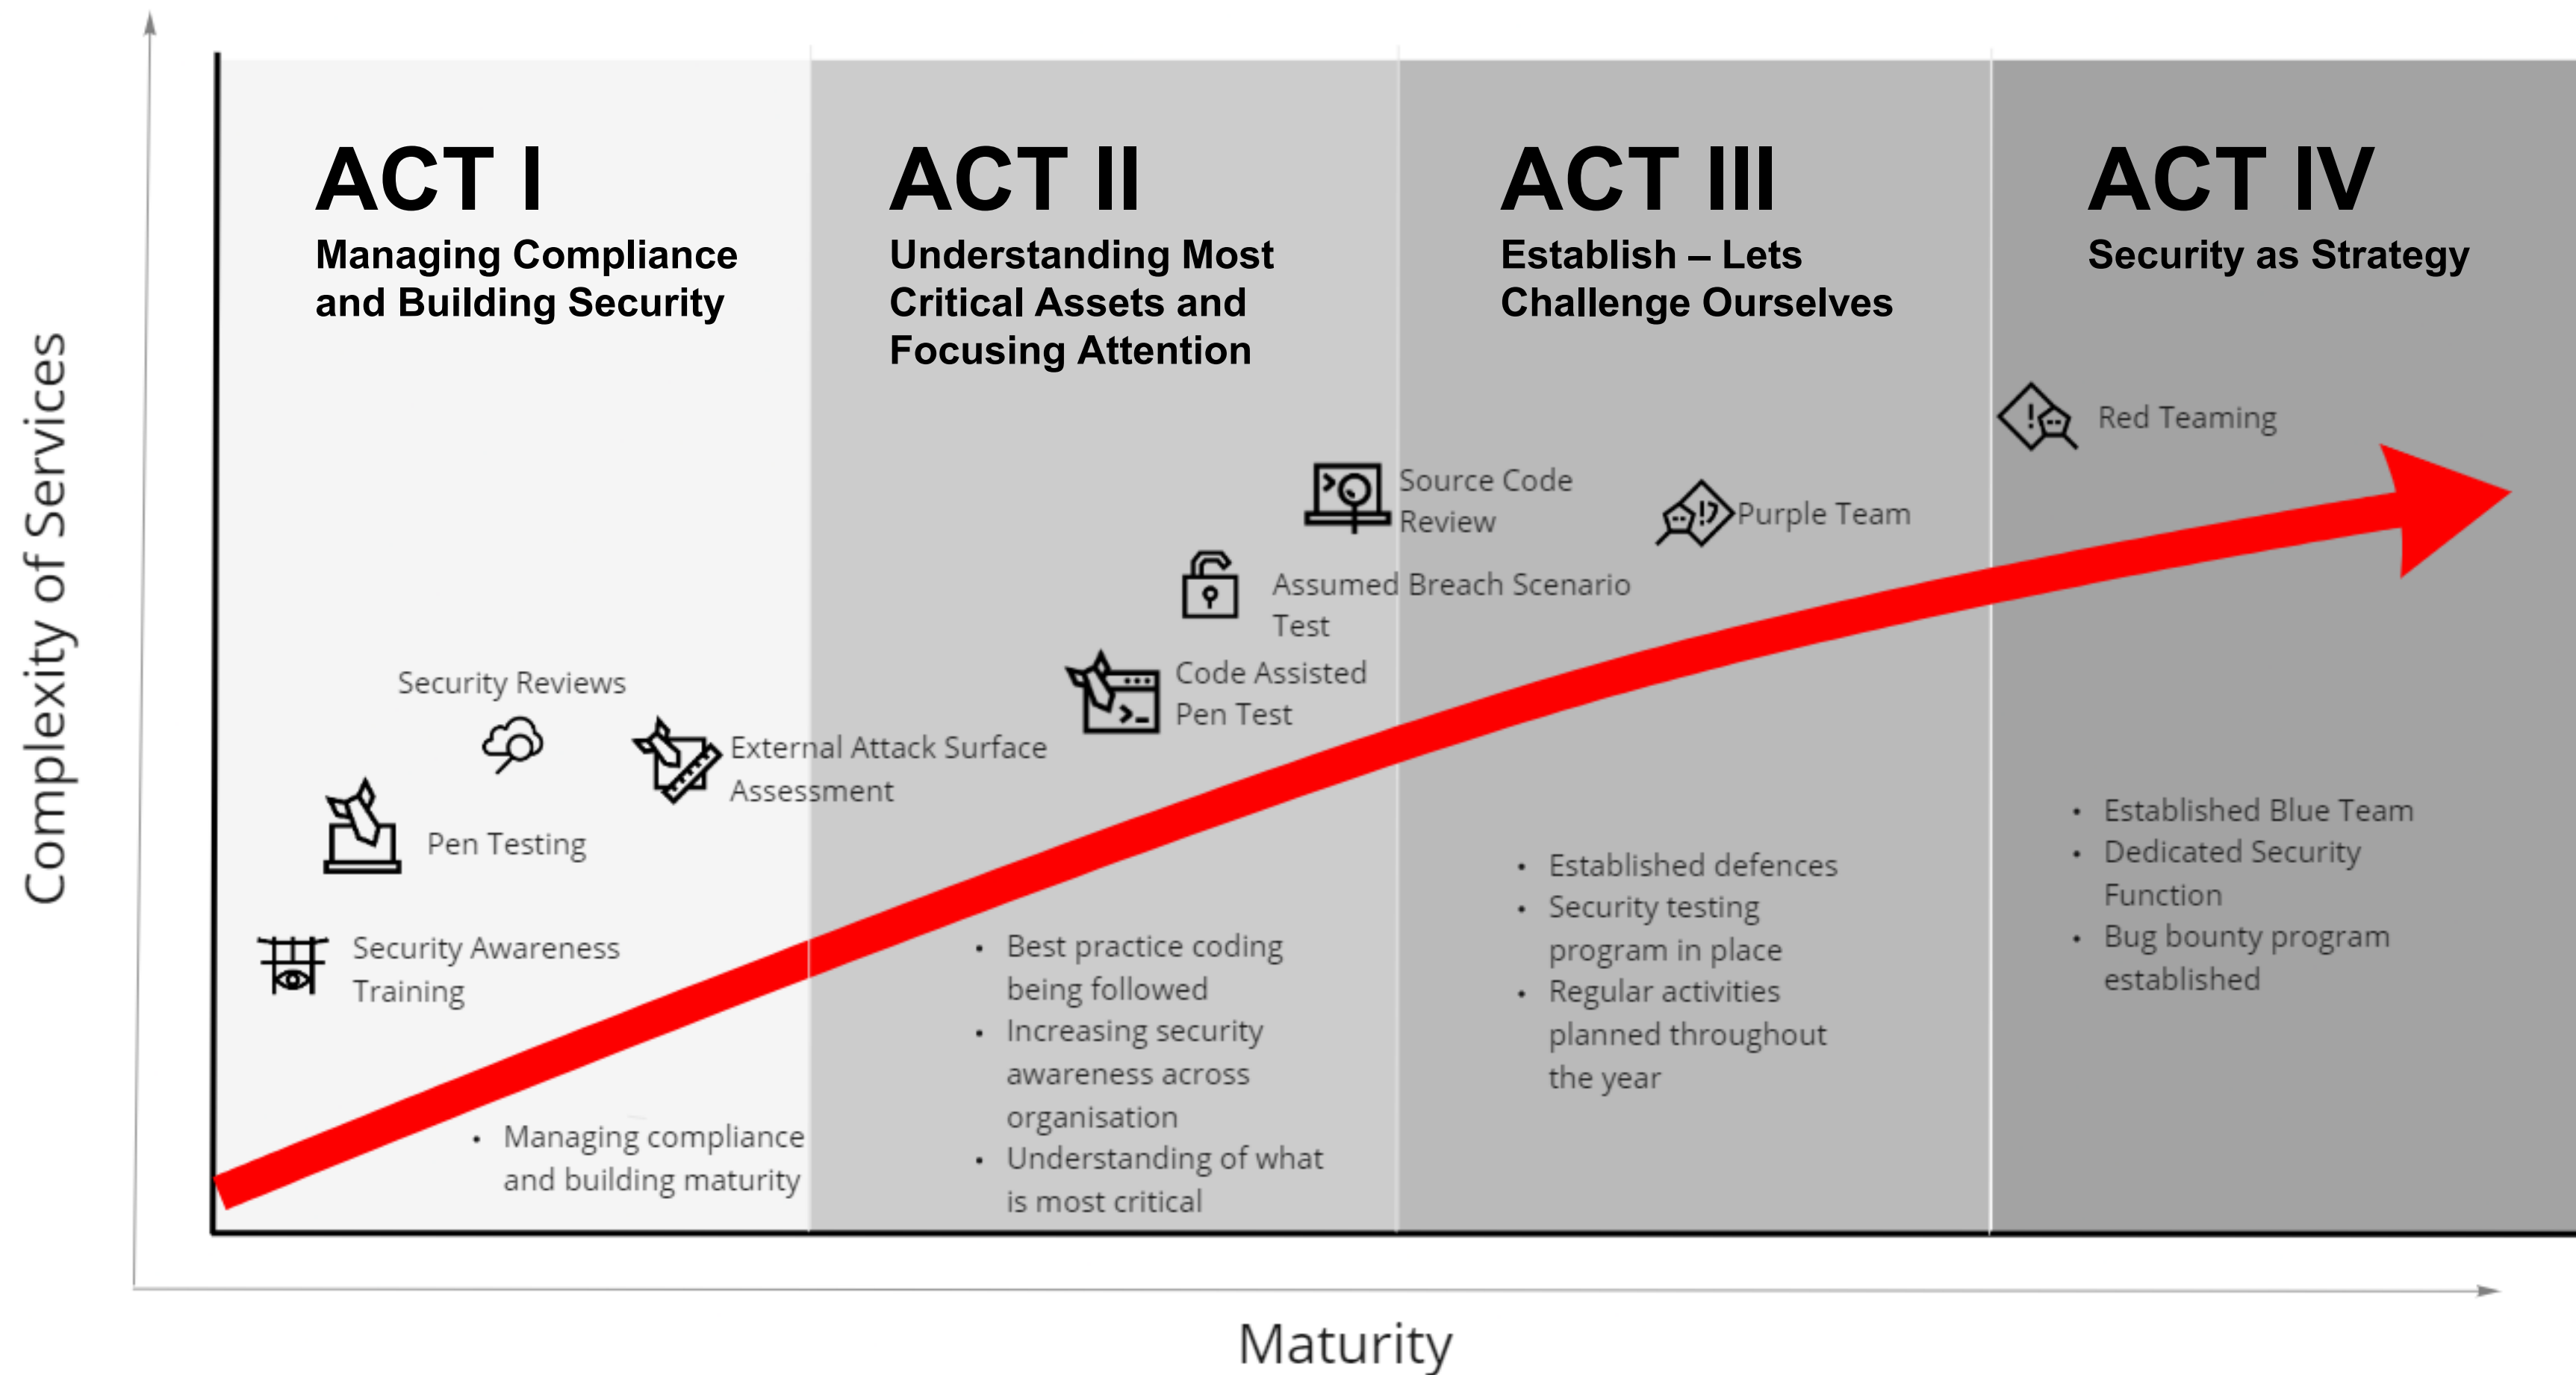 Complexity of Services
ACT I
Managing Compliance
and Building Security
Security Reviews
External Attack Surface
Assessment
Pen Testing
Security Awareness
Training
• Managing compliance
and building maturity
ACT II
Understanding Most
Critical Assets and
Focusing Attention
Source Code
Review
Assumed Breach Scenario
Test
Code Assisted
Pen Test
• Best practice coding
being followed
• Increasing security
awareness across
organisation
• Understanding of what
is most critical
ACT III
Establish – Lets
Challenge Ourselves
Purple Team
• Established defences
• Security testing
program in place
• Regular activities
planned throughout
the year
ACT IV
Security as Strategy
Red Teaming
• Established Blue Team
• Dedicated Security
Function
• Bug bounty program
established
Maturity